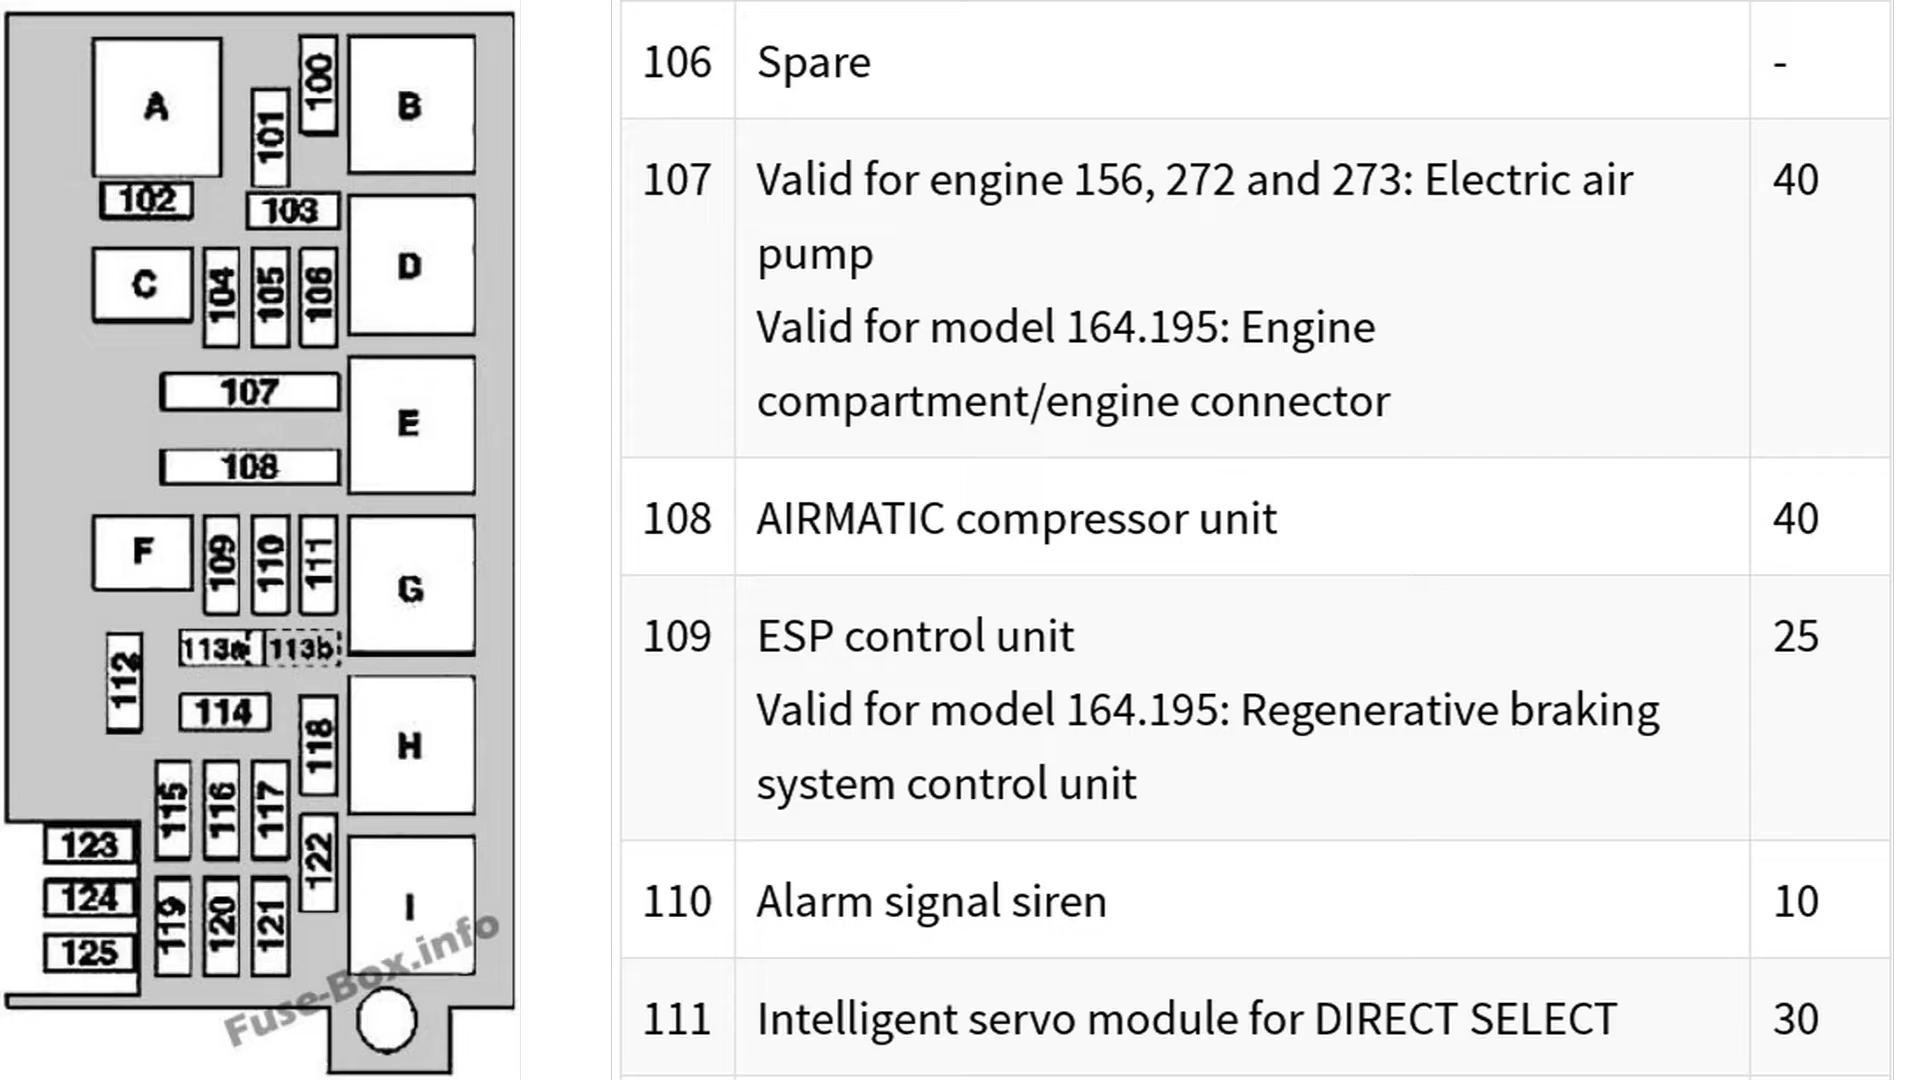 A
100
B
101
102
103
C
104
105
106
D
107
E
108
F
109
110
111
G
112
113a
113b
114
118
H
115
116
117
123
122
124
119
120
121
I
125
Fuse-Box.info
106 Spare -
107 Valid for engine 156, 272 and 273: Electric air 40
pump
Valid for model 164.195: Engine
compartment/engine connector
108 AIRMATIC compressor unit 40
109 ESP control unit 25
Valid for model 164.195: Regenerative braking
system control unit
110 Alarm signal siren 10
111 Intelligent servo module for DIRECT SELECT 30